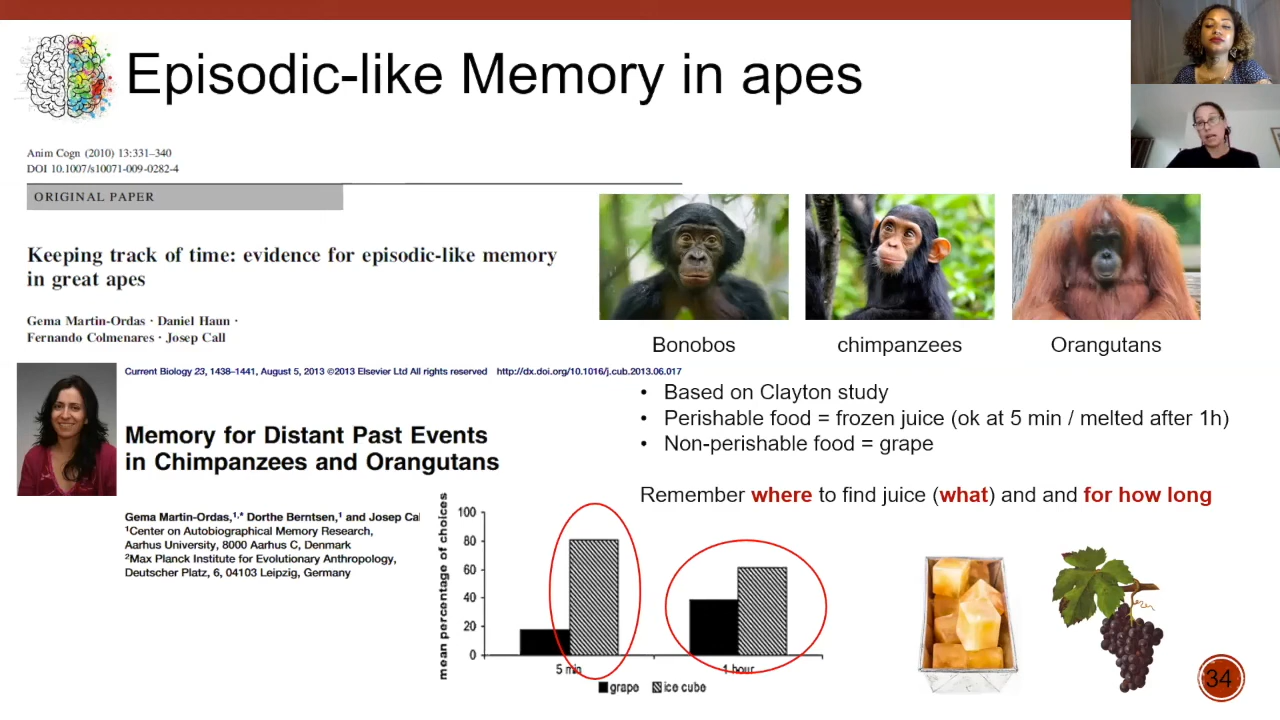 Episodic-like Memory in apes
Anim Cogn (2010) 13:331–340
DOI 10.1007/s10071-009-0282-4
ORIGINAL PAPER
Keeping track of time: evidence for episodic-like memory
in great apes
Gema Martin-Ordas · Daniel Haun ·
Fernando Colmenares · Josep Call
Bonobos
chimpanzees
Orangutans
Current Biology 23, 1438–1441, August 5, 2013 ©2013 Elsevier Ltd All rights reserved http://dx.doi.org/10.1016/j.cub.2013.06.017
Memory for Distant Past Events
in Chimpanzees and Orangutans
Gema Martin-Ordas,1,* Dorthe Berntsen,1 and Josep Cal
1Center on Autobiographical Memory Research,
Aarhus University, 8000 Aarhus C, Denmark
2Max Planck Institute for Evolutionary Anthropology,
Deutscher Platz, 6, 04103 Leipzig, Germany
• Based on Clayton study
• Perishable food = frozen juice (ok at 5 min / melted after 1h)
• Non-perishable food = grape
Remember where to find juice (what) and and for how long
mean percentage of choices
100
80
60
40
20
0
5 min
1 hour
grape
ice cube
34